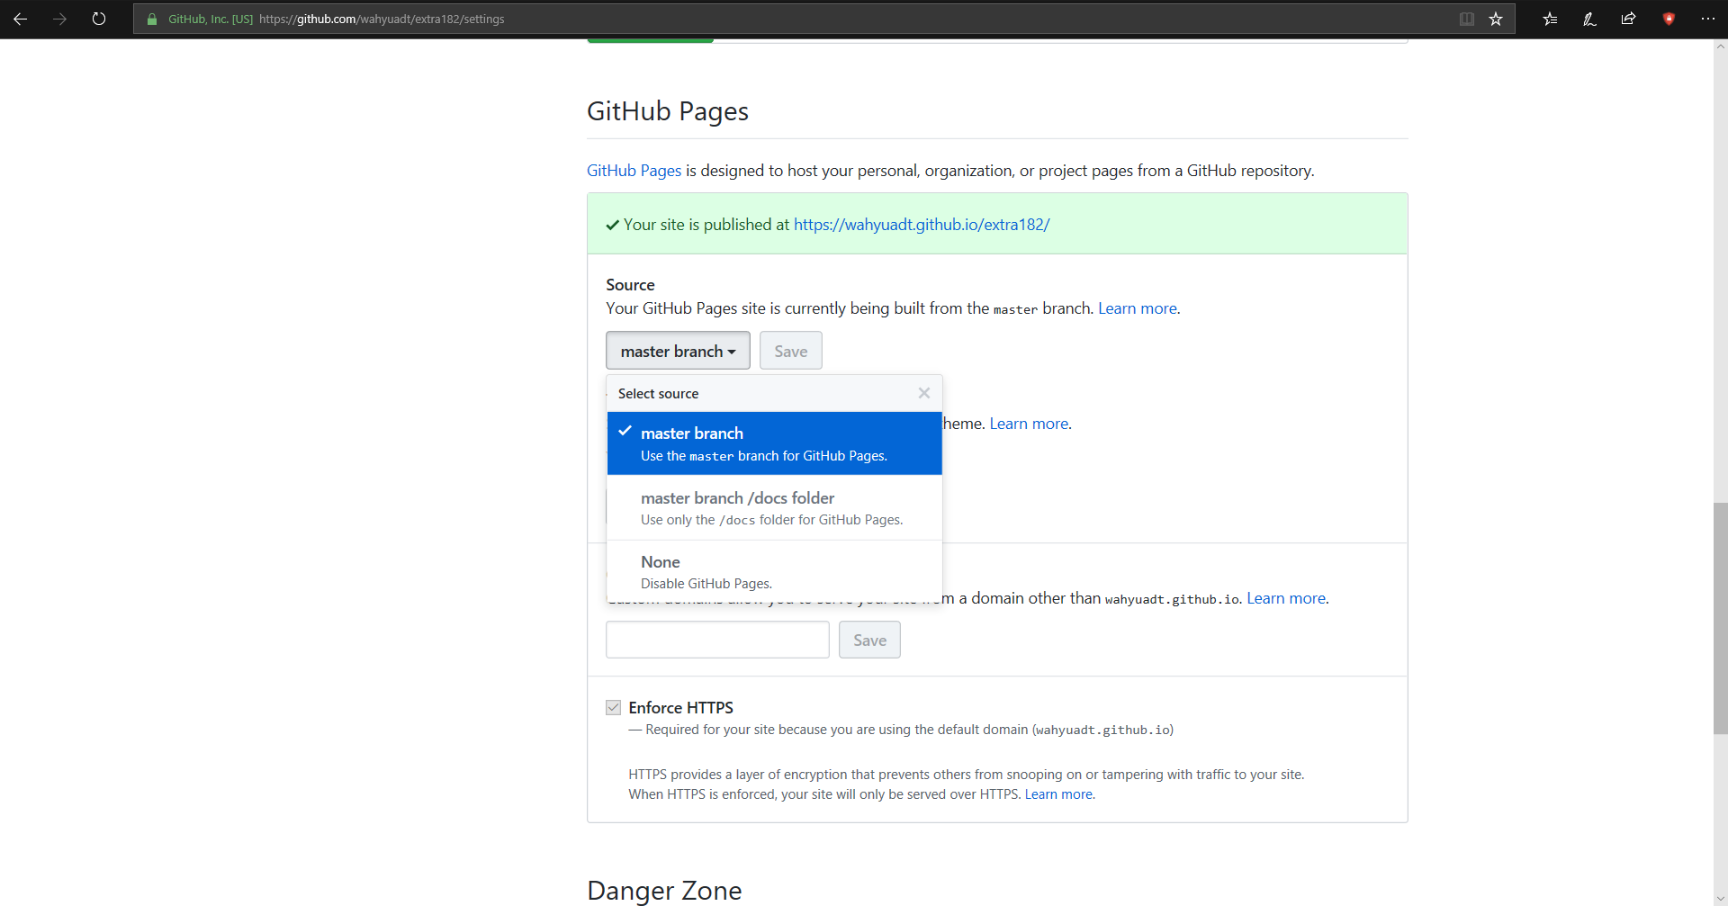 GitHub, Inc. [US] https://github.com/wahyuadt/extra182/settings
GitHub Pages
GitHub Pages is designed to host your personal, organization, or project pages from a GitHub repository.
Your site is published at https://wahyuadt.github.io/extra182/
Source
Your GitHub Pages site is currently being built from the master branch. Learn more.
master branch Save
Select source
master branch
Use the master branch for GitHub Pages.
heme. Learn more.
master branch /docs folder
Use only the /docs folder for GitHub Pages.
None
Disable GitHub Pages.
m a domain other than wahyuadt.github.io. Learn more.
Save
Enforce HTTPS
— Required for your site because you are using the default domain (wahyuadt.github.io)
HTTPS provides a layer of encryption that prevents others from snooping on or tampering with traffic to your site.
When HTTPS is enforced, your site will only be served over HTTPS. Learn more.
Danger Zone